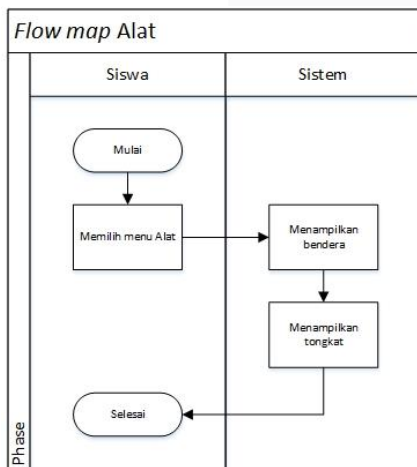 Flow map Alat
Siswa
Sistem
Mulai
Memilih menu Alat
Menampilkan
bendera
Menampilkan
tongkat
Selesai
Phase